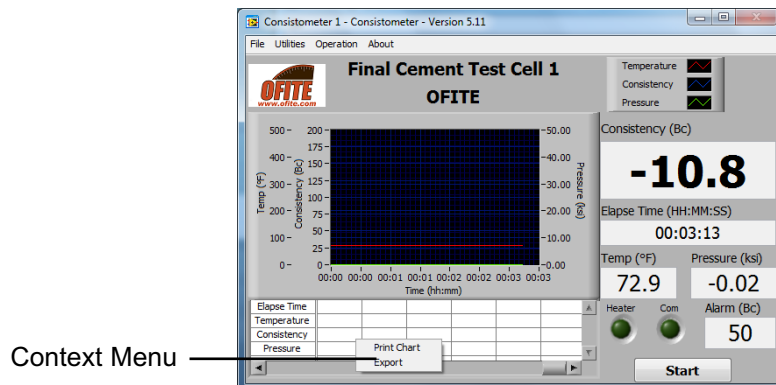 Consistometer 1 - Consistometer - Version 5.11
File Utilities Operation About
OFITE
www.ofite.com
Final Cement Test Cell 1
OFITE
Temperature
Consistency
Pressure
500 400 300 200 100 0
Temp (°F)
200 175 150 125 100 75 50 25 0
Consistency (Bc)
50.00 40.00 30.00 20.00 10.00 0.00
Pressure (ksi)
00:00 00:00 00:01 00:01 00:02 00:02 00:03 00:03
Time (hh:mm)
Consistency (Bc)
-10.8
Elapse Time (HH:MM:SS)
00:03:13
Temp (°F) Pressure (ksi)
72.9 -0.02
Heater Com Alarm (Bc)
50
Start
Elapse Time
Temperature
Consistency
Pressure
Print Chart
Export
Context Menu